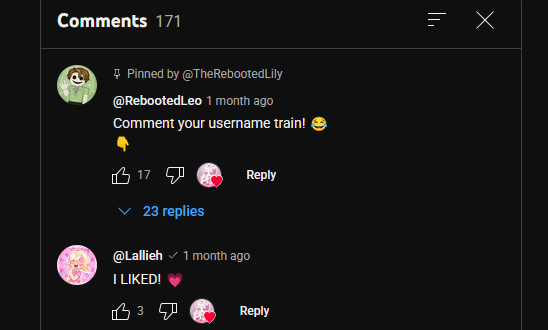 Comments 171
Pinned by @TheRebootedLily
@RebootedLeo 1 month ago
Comment your username train! 😂
👇
17 Reply
23 replies
@Lallieh 1 month ago
I LIKED! 💗
3 Reply